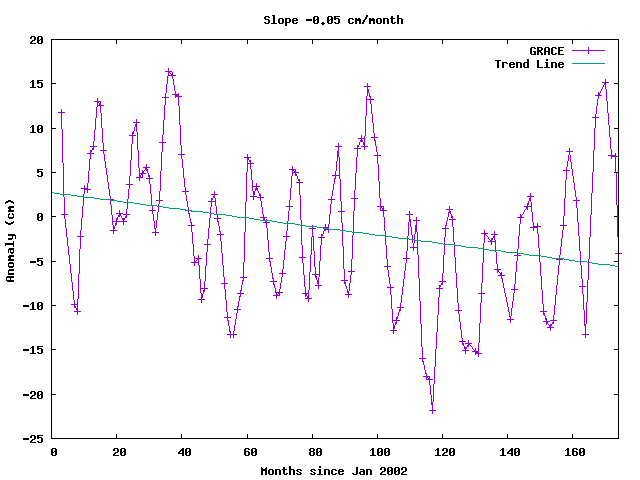 Slope -0.05 cm/month
GRACE
Trend Line
20
15
10
5
0
-5
-10
-15
-20
-25
Anomaly (cm)
0 20 40 60 80 100 120 140 160
Months since Jan 2002